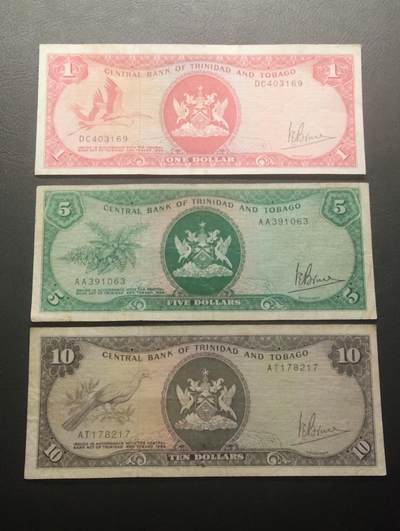 1 CENTRAL BANK OF TRINIDAD AND TOBAGO 1
DC403169
DC403169
1 ONE DOLLAR 1
5 CENTRAL BANK OF TRINIDAD AND TOBAGO 5
AA391063
AA391063
5 FIVE DOLLARS 5
10 CENTRAL BANK OF TRINIDAD AND TOBAGO 10
AT178217
AT178217
10 TEN DOLLARS 10